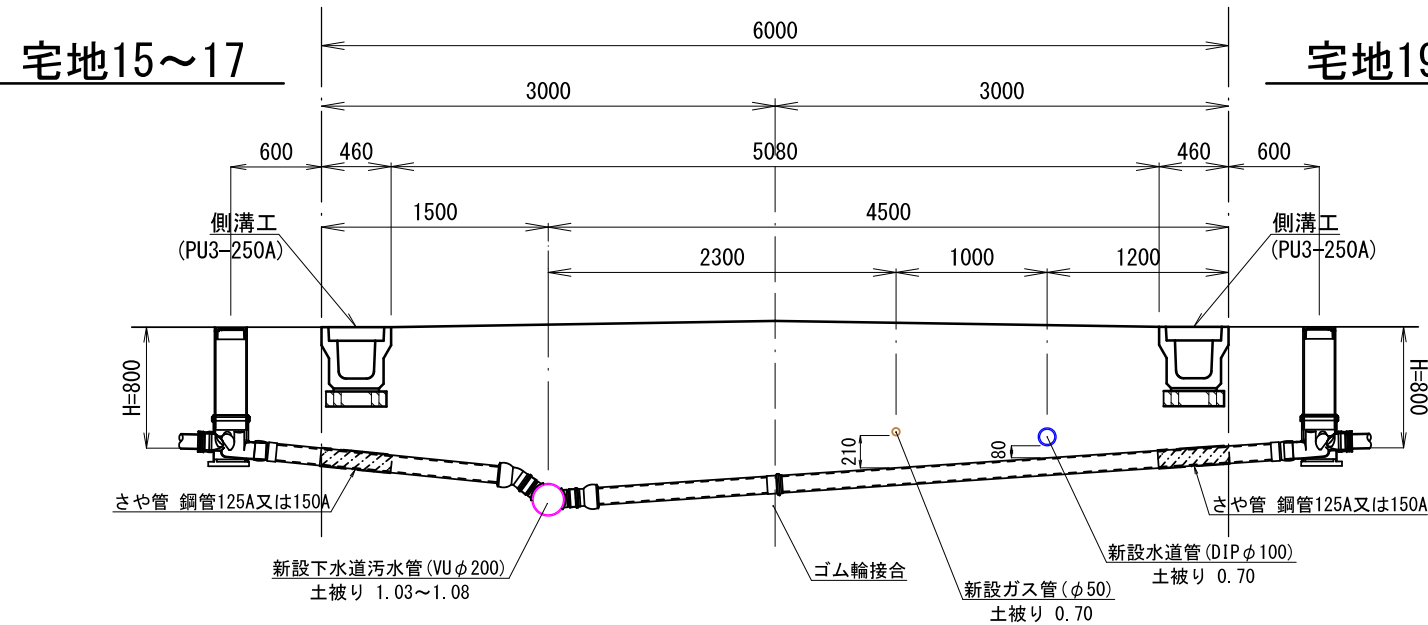 6000
宅地15～17
宅地19
3000
3000
600
460
5080
460
600
1500
4500
側溝工
(PU3-250A)
側溝工
(PU3-250A)
2300
1000
1200
H=800
H=800
210
80
さや管 鋼管125A又は150A
さや管 鋼管125A又は150A
新設下水道汚水管(VUφ200)
土被り 1.03～1.08
ゴム輪接合
新設水道管(DIPφ100)
土被り 0.70
新設ガス管(φ50)
土被り 0.70